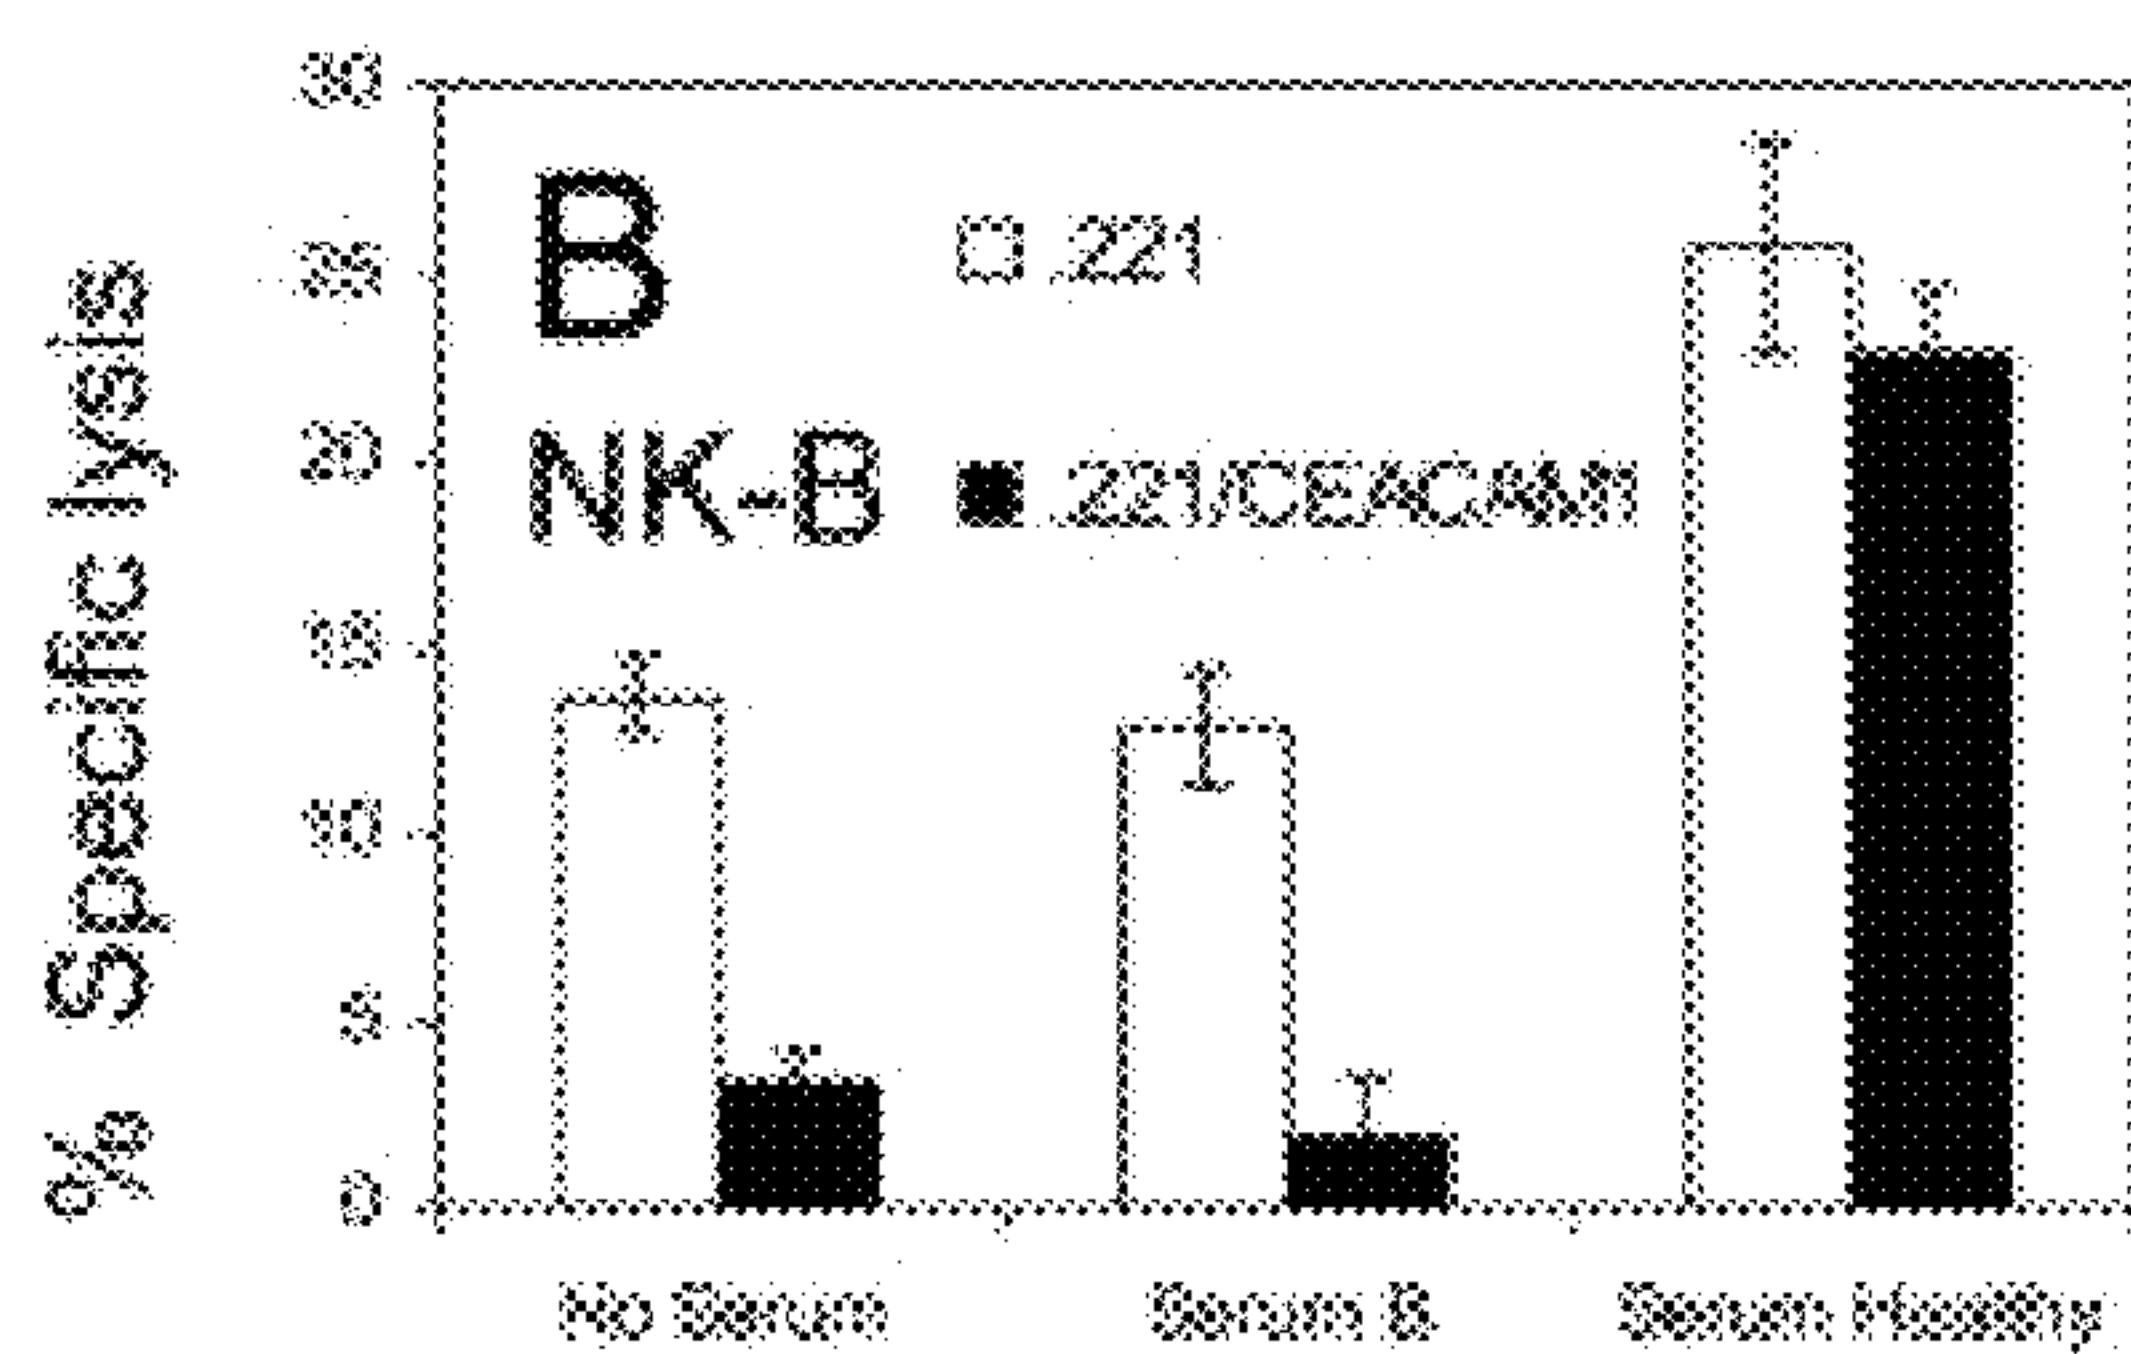 % Specific lysis
30
25
20
15
10
5
0
B
NK-B
.221
.221/CEACAM1
No Serum
Serum B
Serum Healthy